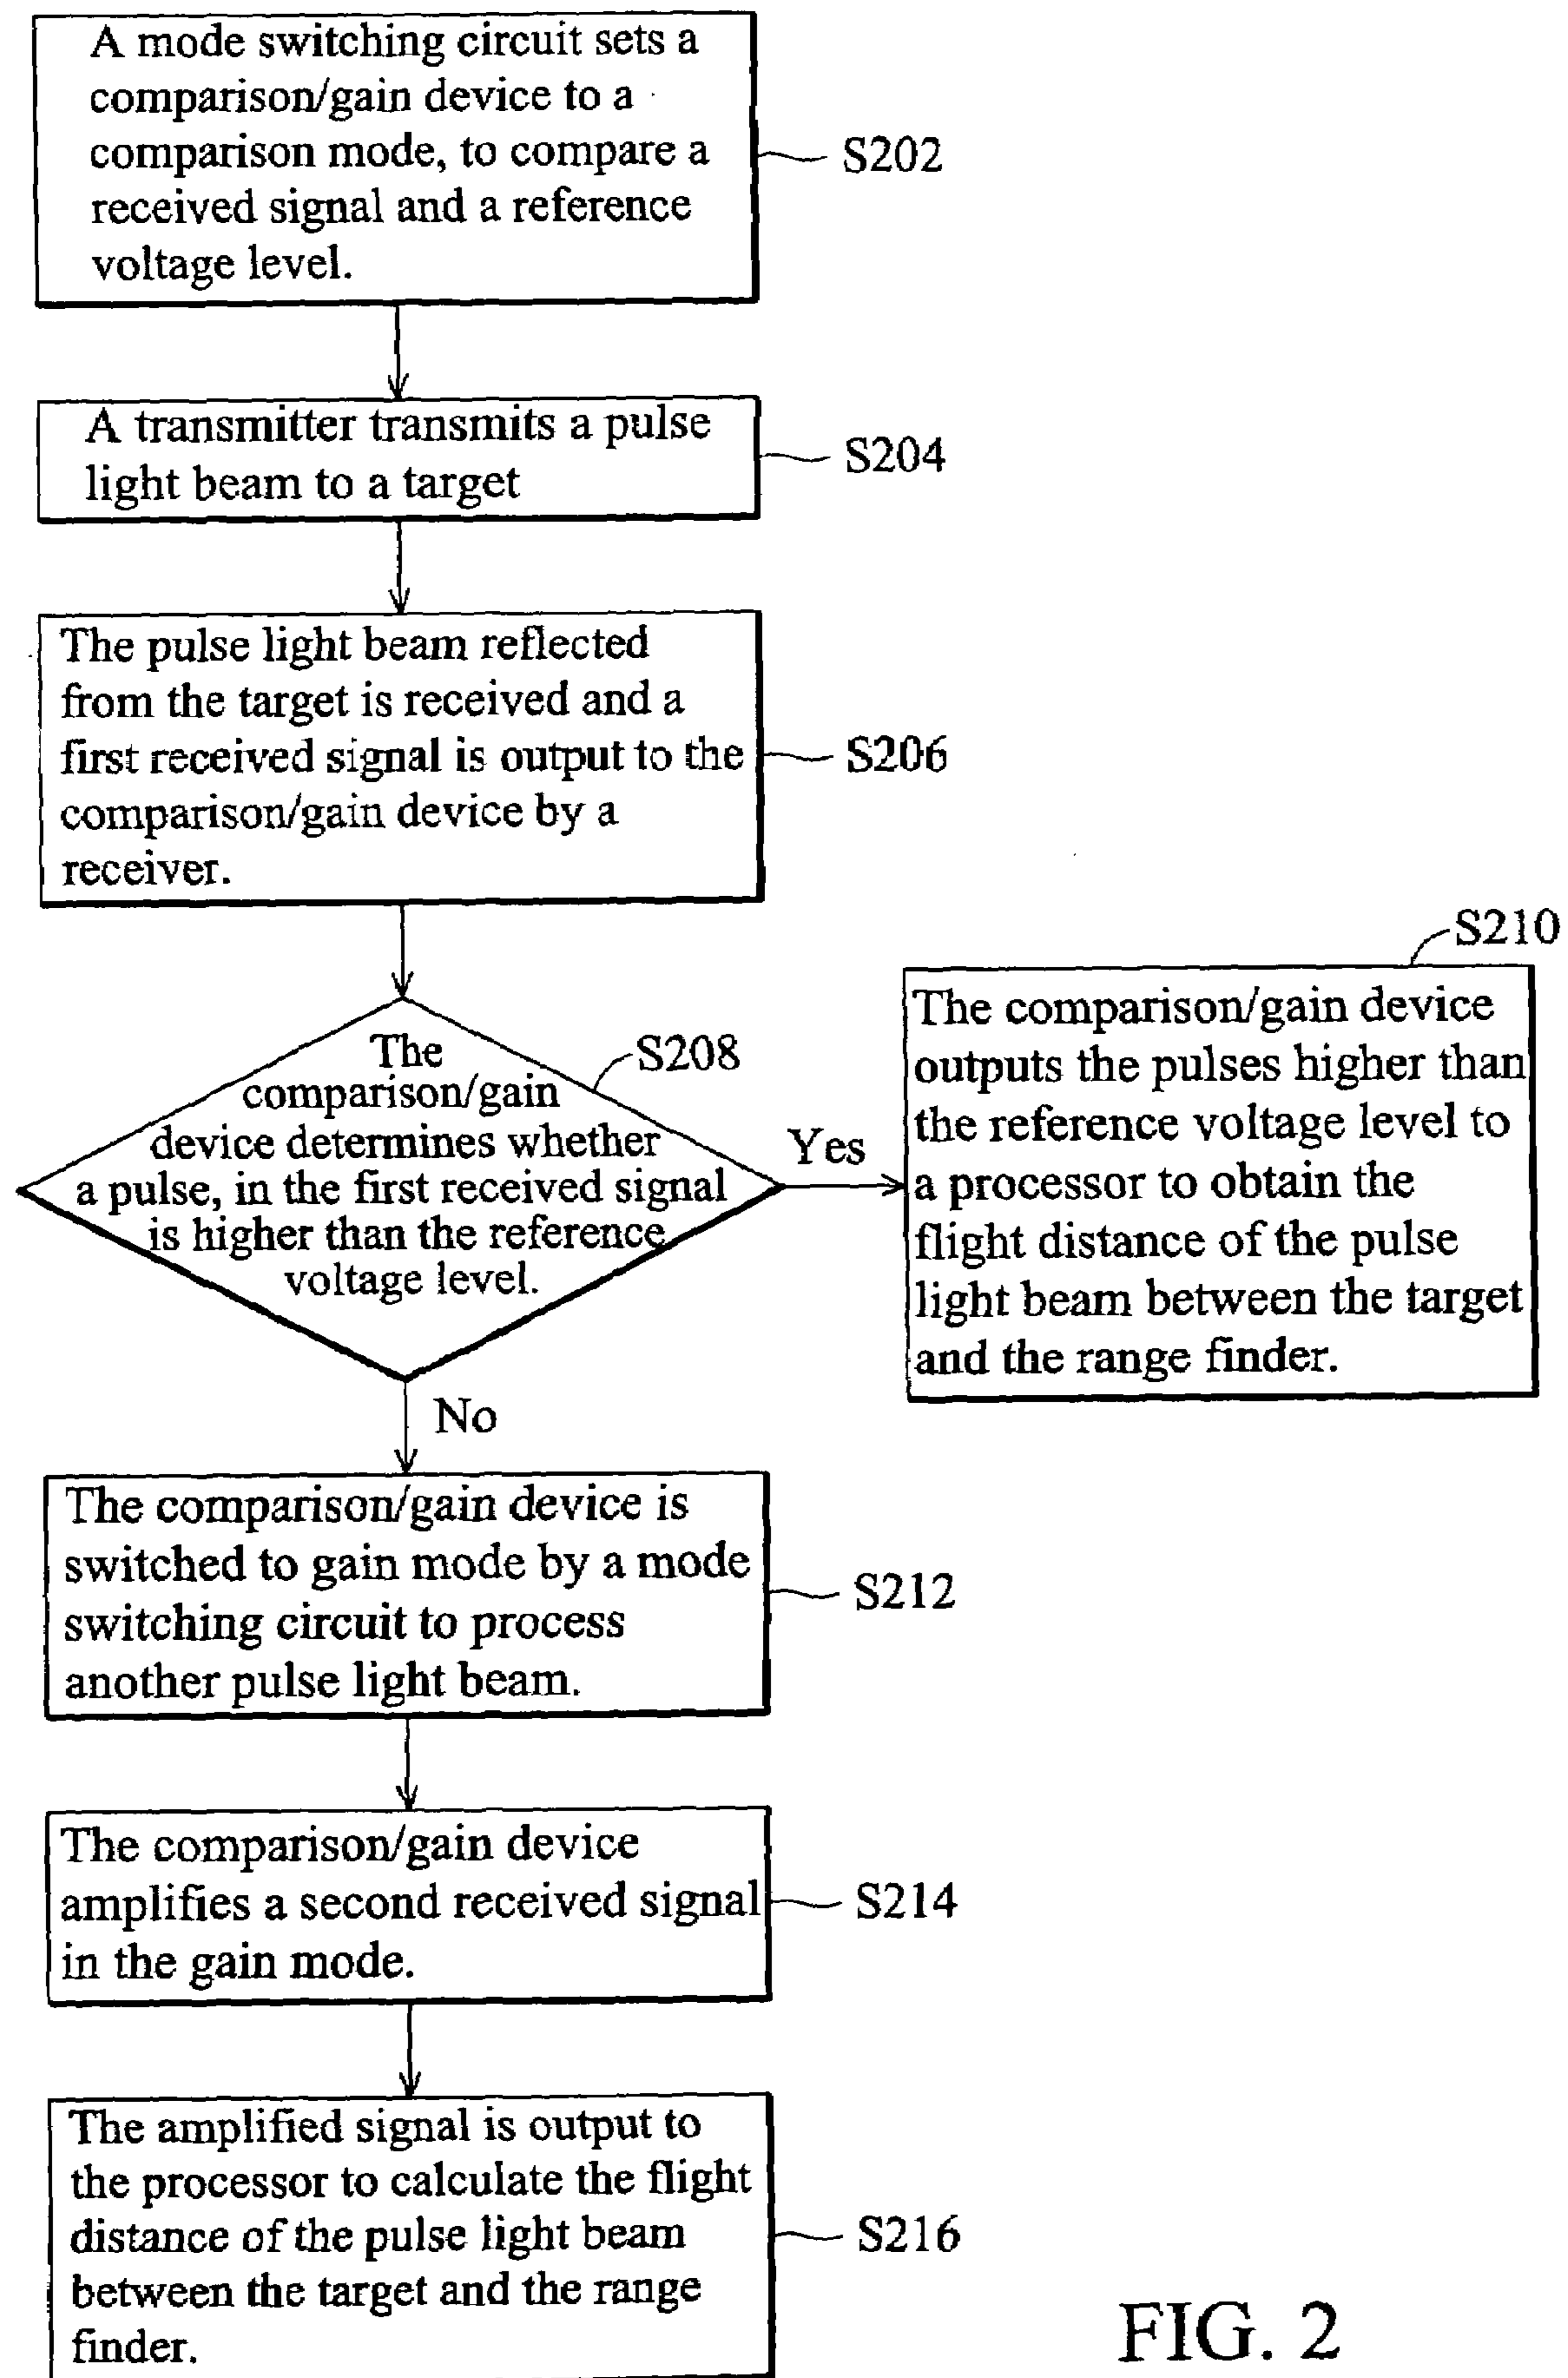 A mode switching circuit sets a
comparison/gain device to a
comparison mode, to compare a
received signal and a reference
voltage level.
S202
A transmitter transmits a pulse
light beam to a target
S204
The pulse light beam reflected
from the target is received and a
first received signal is output to the
comparison/gain device by a
receiver.
S206
The
comparison/gain
device determines whether
a pulse, in the first received signal
is higher than the reference
voltage level.
S208
Yes
S210
The comparison/gain device
outputs the pulses higher than
the reference voltage level to
a processor to obtain the
flight distance of the pulse
light beam between the target
and the range finder.
No
The comparison/gain device is
switched to gain mode by a mode
switching circuit to process
another pulse light beam.
S212
The comparison/gain device
amplifies a second received signal
in the gain mode.
S214
The amplified signal is output to
the processor to calculate the flight
distance of the pulse light beam
between the target and the range
finder.
S216
FIG. 2